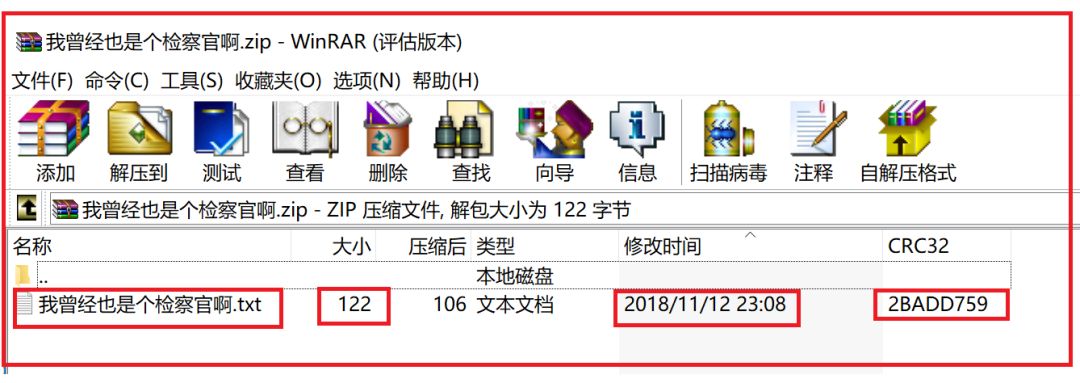 我曾经也是个检察官啊.zip - WinRAR (评估版本)
文件(F) 命令(C) 工具(S) 收藏夹(O) 选项(N) 帮助(H)
添加 解压到 测试 查看 删除 查找 向导 信息 扫描病毒 注释 自解压格式
我曾经也是个检察官啊.zip - ZIP 压缩文件, 解包大小为 122 字节
名称 大小 压缩后 类型 修改时间 CRC32
.. 本地磁盘
我曾经也是个检察官啊.txt 122 106 文本文档 2018/11/12 23:08 2BADD759